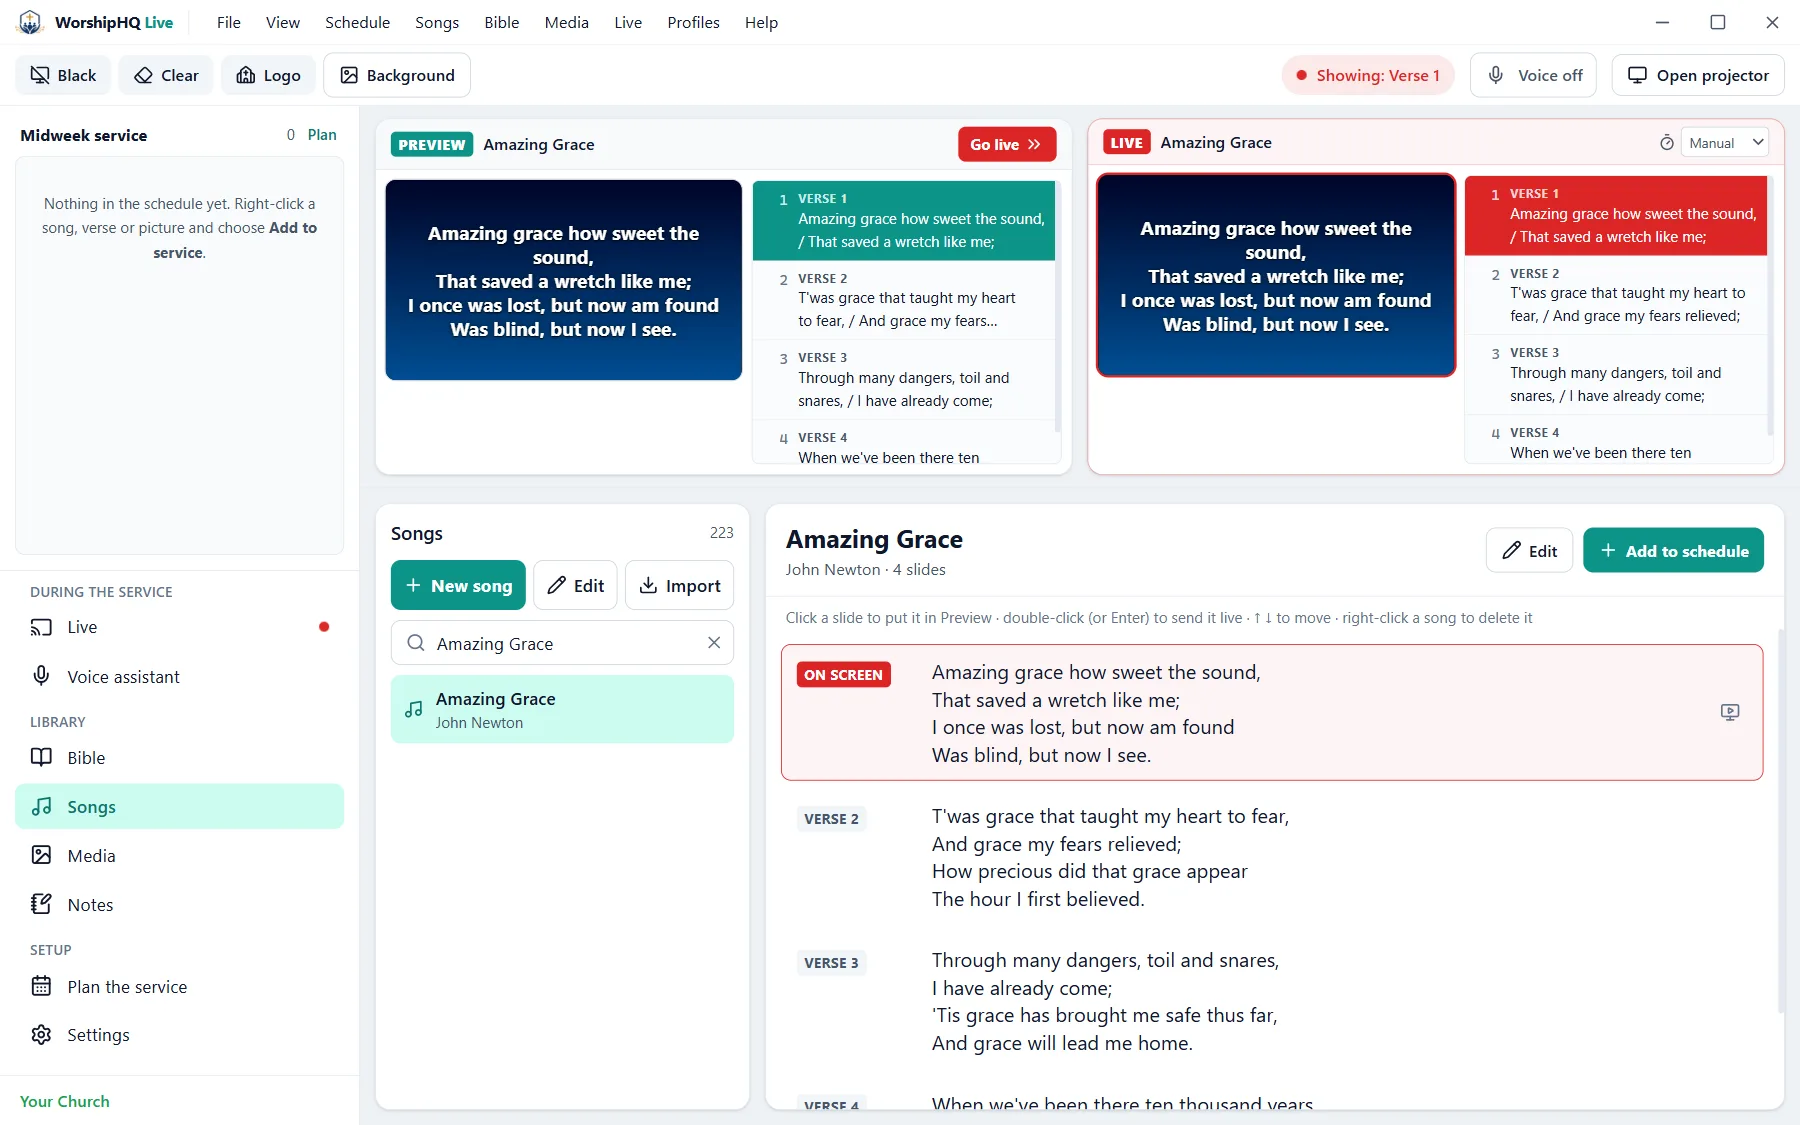 WorshipHQ Live
File View Schedule Songs Bible Media Live Profiles Help
Black Clear Logo Background
Showing: Verse 1 Voice off Open projector
Midweek service 0 Plan
Nothing in the schedule yet. Right-click a
song, verse or picture and choose Add to
service.
PREVIEW Amazing Grace Go live
Amazing grace how sweet the
sound,
That saved a wretch like me;
I once was lost, but now am found
Was blind, but now I see.
1 VERSE 1
Amazing grace how sweet the sound,
/ That saved a wretch like me;
2 VERSE 2
T'was grace that taught my heart
to fear, / And grace my fears...
3 VERSE 3
Through many dangers, toil and
snares, / I have already come;
4 VERSE 4
When we've been there ten
LIVE Amazing Grace Manual
Amazing grace how sweet the
sound,
That saved a wretch like me;
I once was lost, but now am found
Was blind, but now I see.
1 VERSE 1
Amazing grace how sweet the sound,
/ That saved a wretch like me;
2 VERSE 2
T'was grace that taught my heart to
fear, / And grace my fears relieved;
3 VERSE 3
Through many dangers, toil and
snares, / I have already come;
4 VERSE 4
When we've been there ten
DURING THE SERVICE
Live
Voice assistant
LIBRARY
Bible
Songs
Media
Notes
SETUP
Plan the service
Settings
Your Church
Songs 223
New song Edit Import
Amazing Grace
Amazing Grace
John Newton
Amazing Grace
John Newton · 4 slides
Edit Add to schedule
Click a slide to put it in Preview · double-click (or Enter) to send it live · ↑ ↓ to move · right-click a song to delete it
ON SCREEN
Amazing grace how sweet the sound,
That saved a wretch like me;
I once was lost, but now am found
Was blind, but now I see.
VERSE 2
T'was grace that taught my heart to fear,
And grace my fears relieved;
How precious did that grace appear
The hour I first believed.
VERSE 3
Through many dangers, toil and snares,
I have already come;
'Tis grace has brought me safe thus far,
And grace will lead me home.
VERSE 4
When we've been there ten thousand years